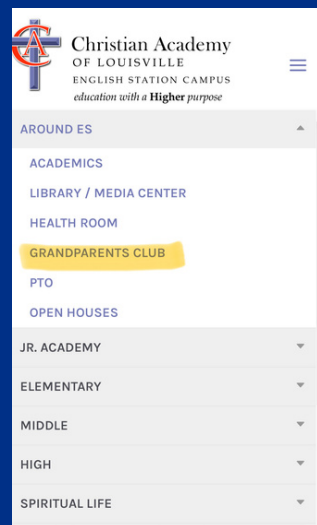 Christian Academy
OF LOUISVILLE
ENGLISH STATION CAMPUS
education with a Higher purpose
AROUND ES
ACADEMICS
LIBRARY / MEDIA CENTER
HEALTH ROOM
GRANDPARENTS CLUB
PTO
OPEN HOUSES
JR. ACADEMY
ELEMENTARY
MIDDLE
HIGH
SPIRITUAL LIFE